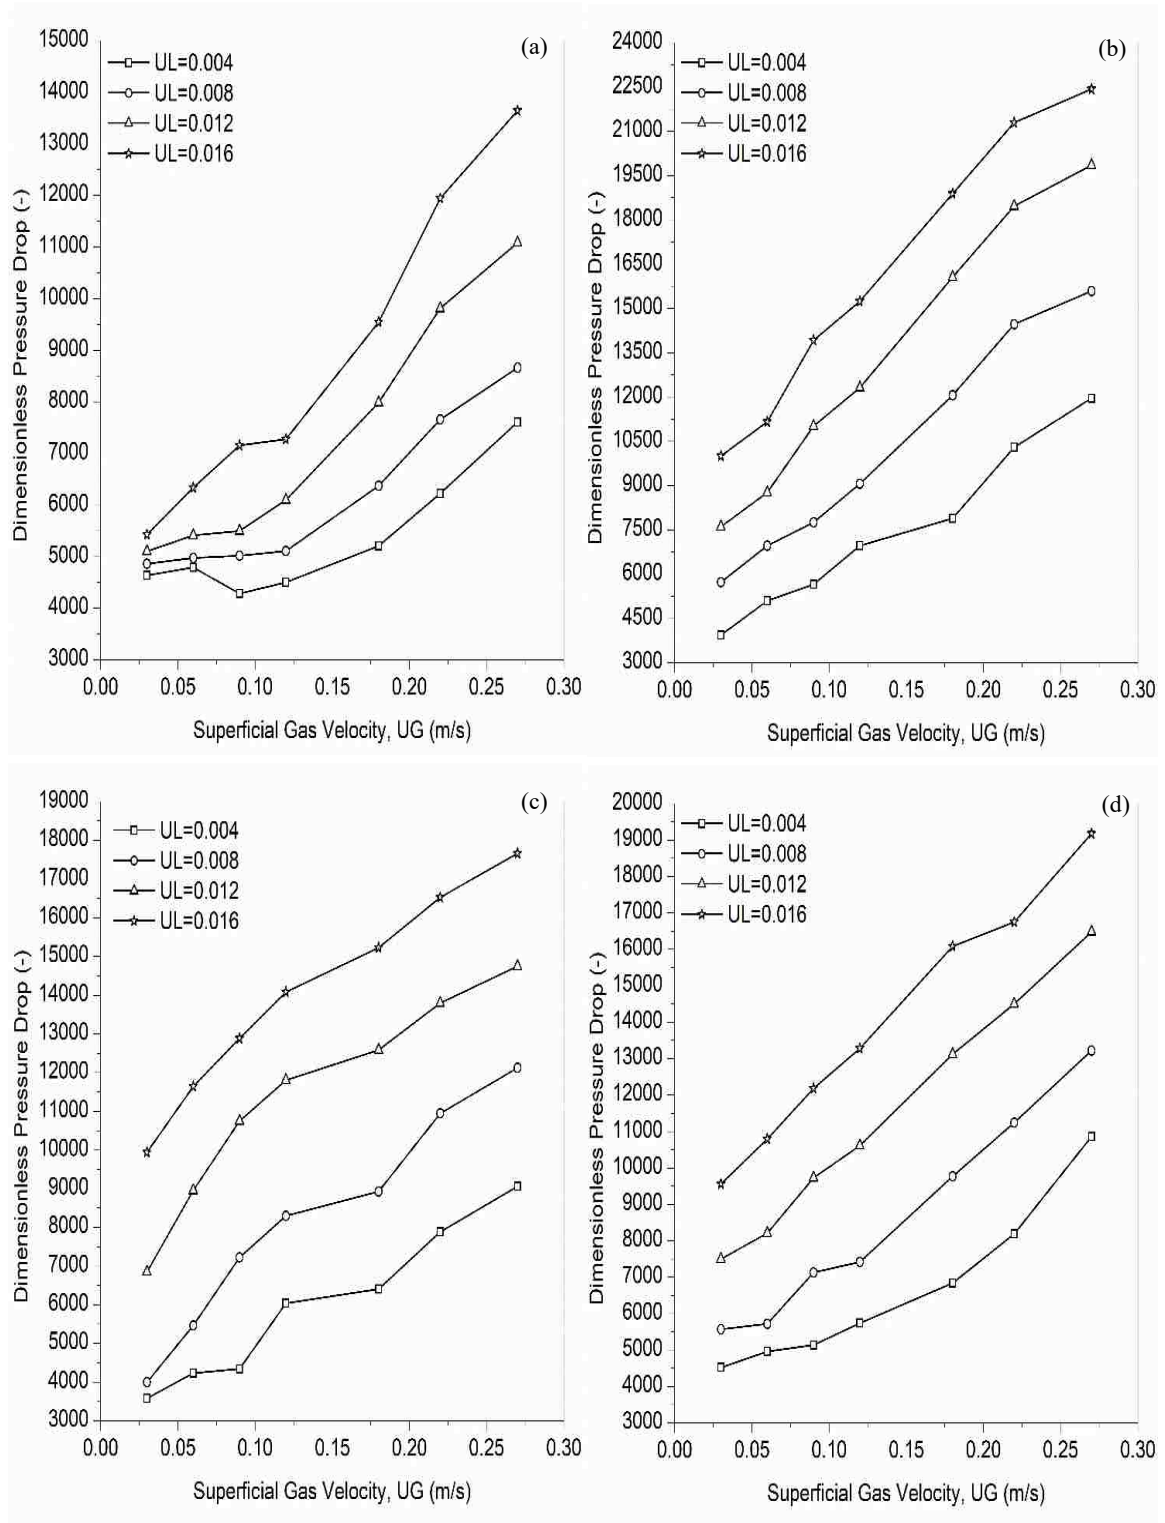 (a)
15000
14000
13000
12000
11000
10000
9000
8000
7000
6000
5000
4000
3000
UL=0.004
UL=0.008
UL=0.012
UL=0.016
Dimensionless Pressure Drop (-)
0.00 0.05 0.10 0.15 0.20 0.25 0.30
Superficial Gas Velocity, UG (m/s)
(b)
24000
22500
21000
19500
18000
16500
15000
13500
12000
10500
9000
7500
6000
4500
3000
UL=0.004
UL=0.008
UL=0.012
UL=0.016
Dimensionless Pressure Drop (-)
0.00 0.05 0.10 0.15 0.20 0.25 0.30
Superficial Gas Velocity, UG (m/s)
(c)
19000
18000
17000
16000
15000
14000
13000
12000
11000
10000
9000
8000
7000
6000
5000
4000
3000
UL=0.004
UL=0.008
UL=0.012
UL=0.016
Dimensionless Pressure Drop (-)
0.00 0.05 0.10 0.15 0.20 0.25 0.30
Superficial Gas Velocity, UG (m/s)
(d)
20000
19000
18000
17000
16000
15000
14000
13000
12000
11000
10000
9000
8000
7000
6000
5000
4000
3000
UL=0.004
UL=0.008
UL=0.012
UL=0.016
Dimensionless Pressure Drop (-)
0.00 0.05 0.10 0.15 0.20 0.25 0.30
Superficial Gas Velocity, UG (m/s)